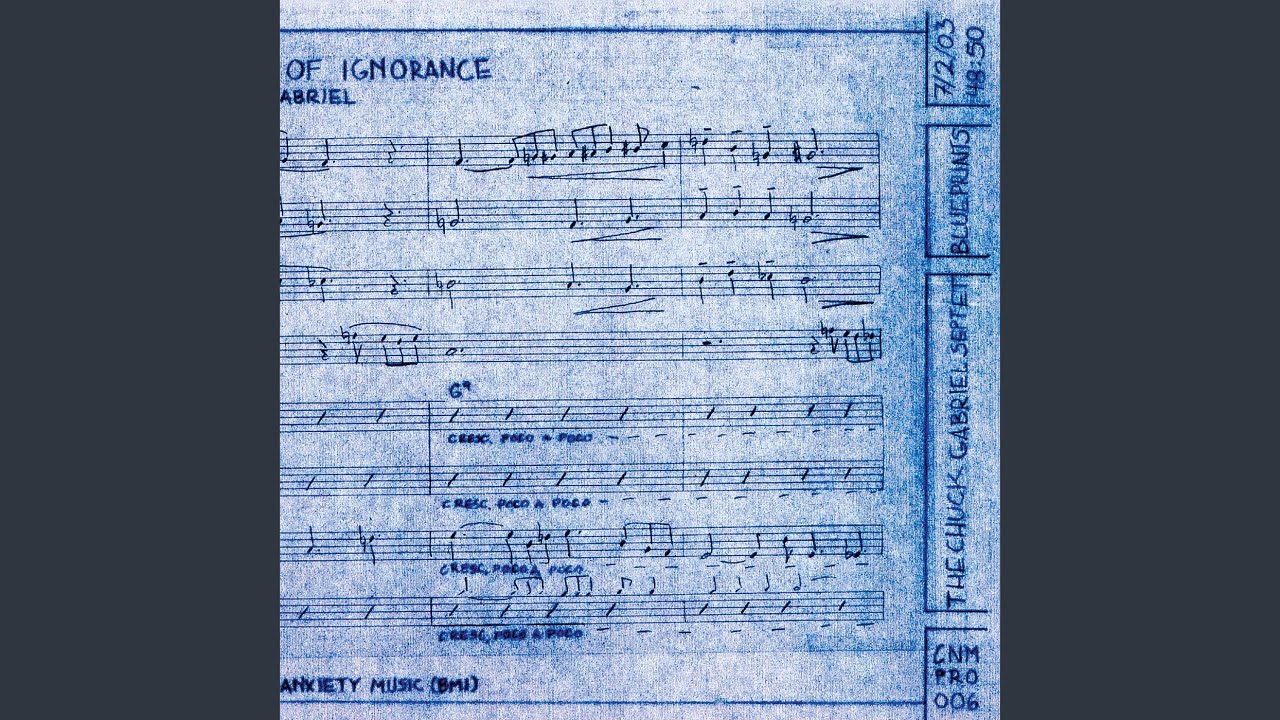 OF IGNORANCE
ABRIEL
G9
CRESC, POCO A POCO
CRESC, POCO A POCO
CRESC, POCO A POCO
CRESC, POCO A POCO
ANXIETY MUSIC (BMI)
7/2/03
48:50
BLUEPRINTS
THE CHUCK GABRIEL SEPTET
CNM
PRO
006